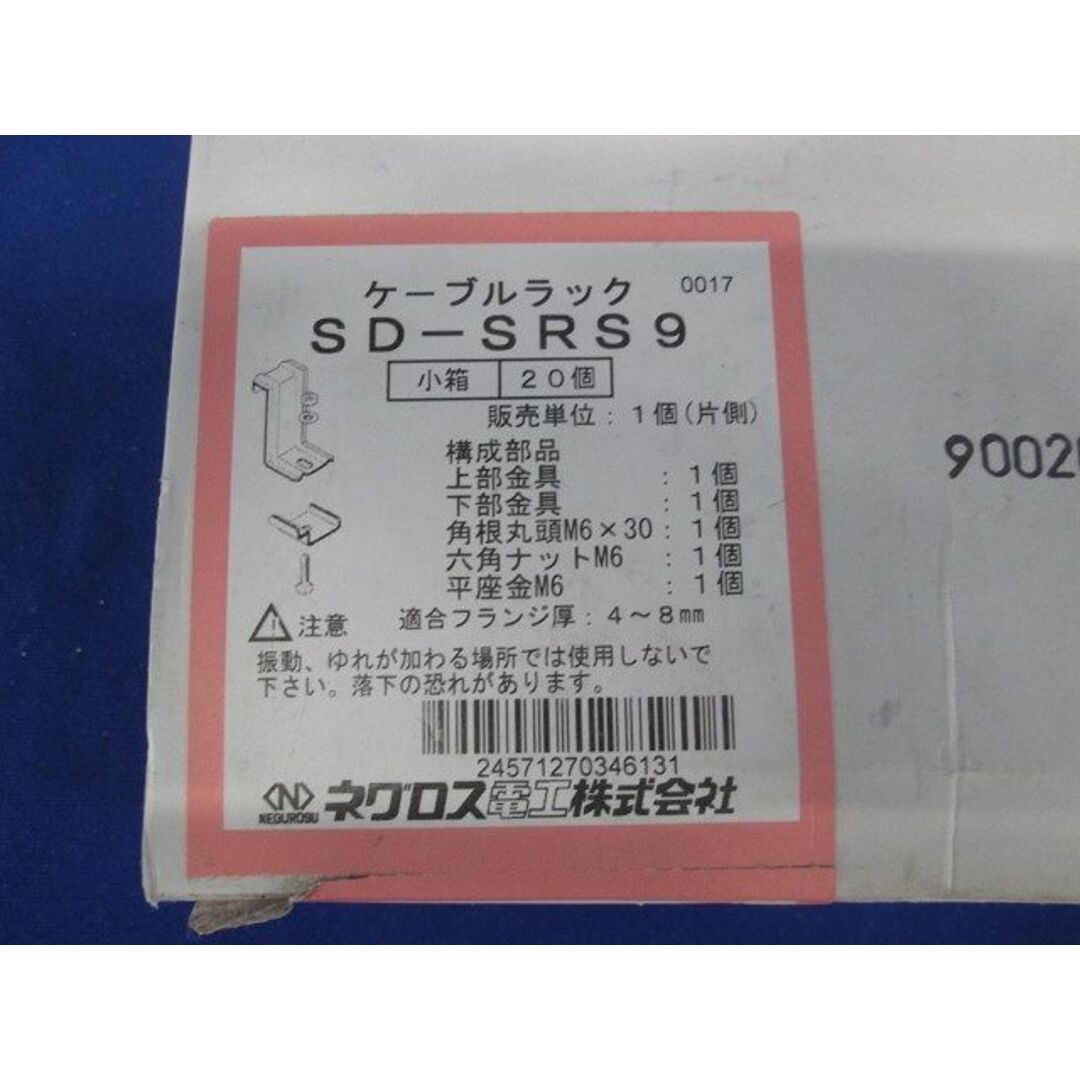 ケーブルラック 0017
SD-SRS9
小箱 20個
販売単位:1個(片側)
構成部品
上部金具 :1個
下部金具 :1個
角根丸頭M6×30:1個
六角ナットM6 :1個
平座金M6 :1個
⚠注意 適合フランジ厚:4~8mm
振動、ゆれが加わる場所では使用しないで
下さい。落下の恐れがあります。
24571270346131
NEGUROSU ネグロス電工株式会社
9002